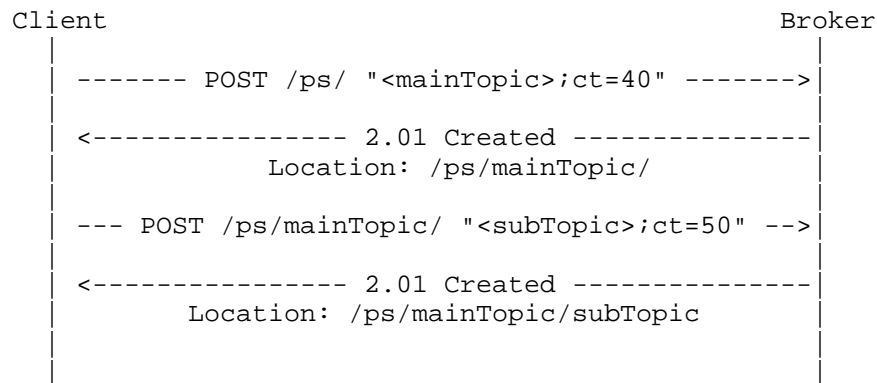 Client Broker
------- POST /ps/ "<mainTopic>;ct=40" ------->
<---------------- 2.01 Created ---------------
Location: /ps/mainTopic/
--- POST /ps/mainTopic/ "<subTopic>;ct=50" -->
<---------------- 2.01 Created ---------------
Location: /ps/mainTopic/subTopic